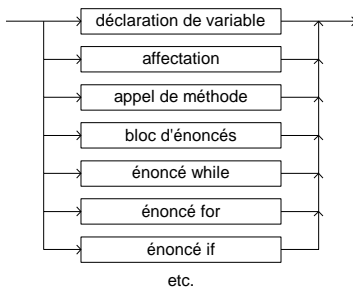 déclaration de variable
affectation
appel de méthode
bloc d'énoncés
énoncé while
énoncé for
énoncé if
etc.